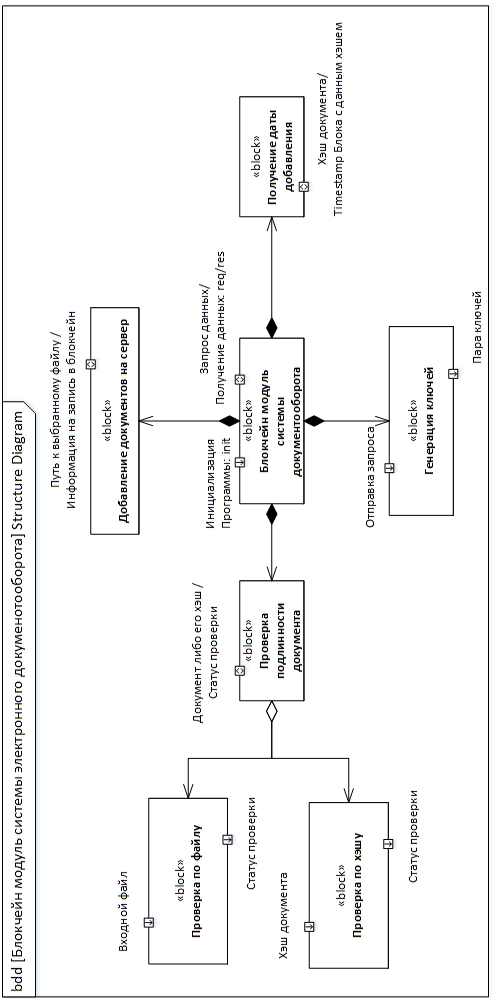 bdd [Блокчейн модуль системы электронного докуменотооборота] Structure Diagram
Путь к выбранному файлу /
Информация на запись в блокчейн
«block»
Добавление документов на сервер
Входной файл
«block»
Проверка по файлу
Статус проверки
Документ либо его хэш /
Статус проверки
«block»
Проверка
подлинности
документа
Инициализация
Программы: init
Запрос данных/
Получение данных: req/res
«block»
Блокчейн модуль
системы
документооборота
«block»
Получение даты
добавления
Хэш документа/
Timestamp Блока с данным хэшем
Хэш документа
«block»
Проверка по хэшу
Статус проверки
Отправка запроса
«block»
Генерация ключей
Пара ключей